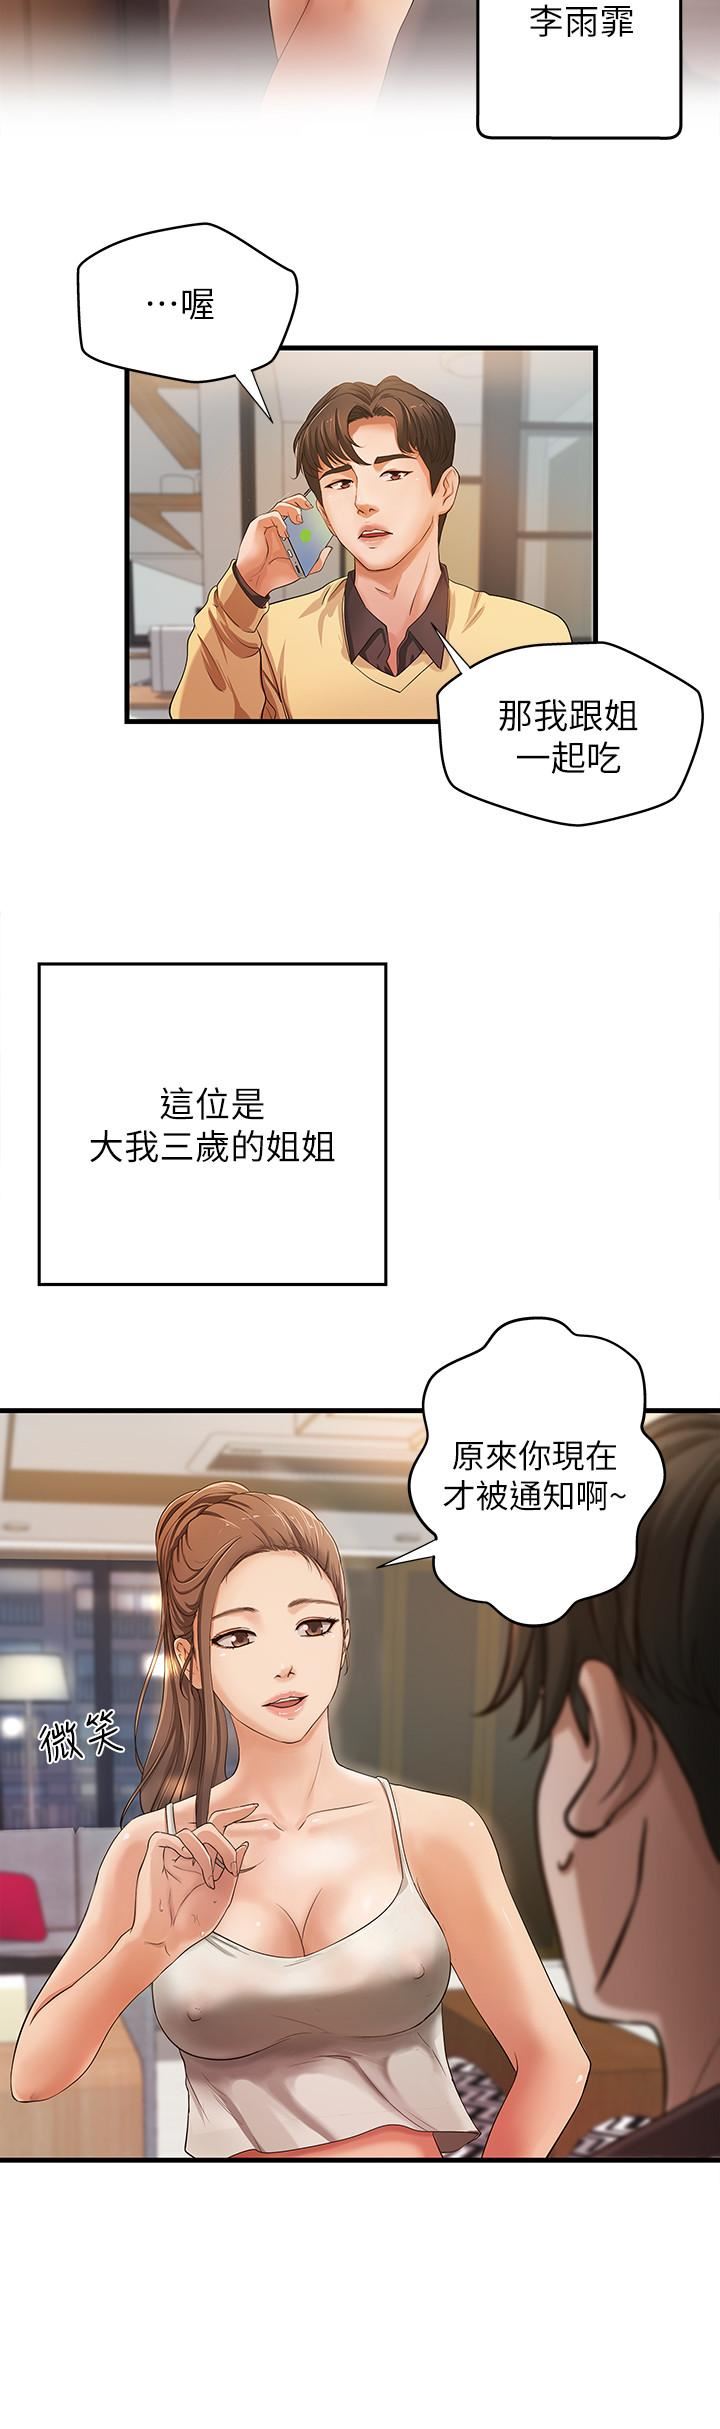 李雨霏
…喔
那我跟姐
一起吃
這位是
大我三歲的姐姐
原來你現在
才被通知啊~
微笑